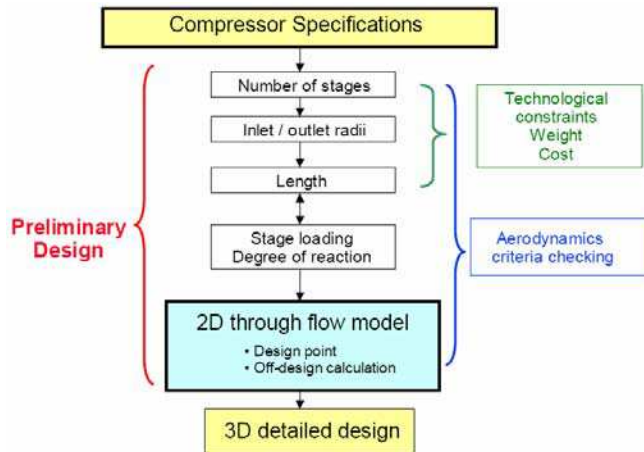 Compressor Specifications
Number of stages
Inlet / outlet radii
Length
Stage loading
Degree of reaction
2D through flow model
• Design point
• Off-design calculation
3D detailed design
Preliminary
Design
Technological
constraints
Weight
Cost
Aerodynamics
criteria checking